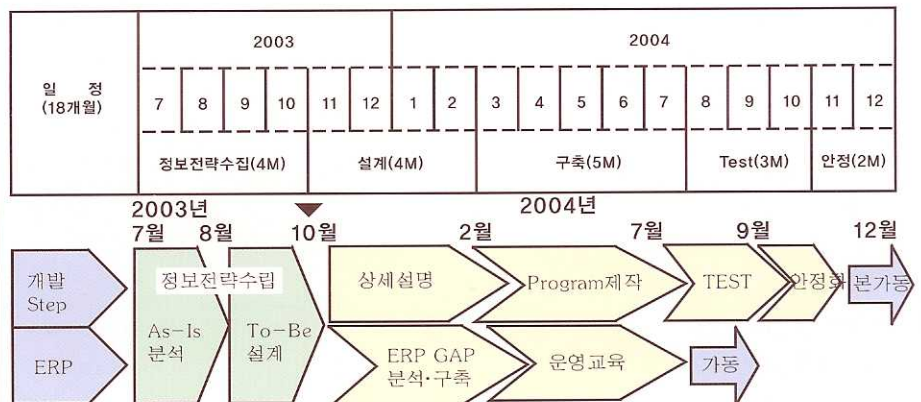 일 정
(18개월)
2003
2004
7 8 9 10 11 12 1 2 3 4 5 6 7 8 9 10 11 12
정보전략수집(4M) 설계(4M) 구축(5M) Test(3M) 안정(2M)
2003년 2004년
7월 8월 10월 2월 7월 9월 12월
개발
Step
정보전략수립
상세설명
Program제작
TEST
안정화
본가동
ERP
As-Is
분석
To-Be
설계
ERP GAP
분석·구축
운영교육
가동